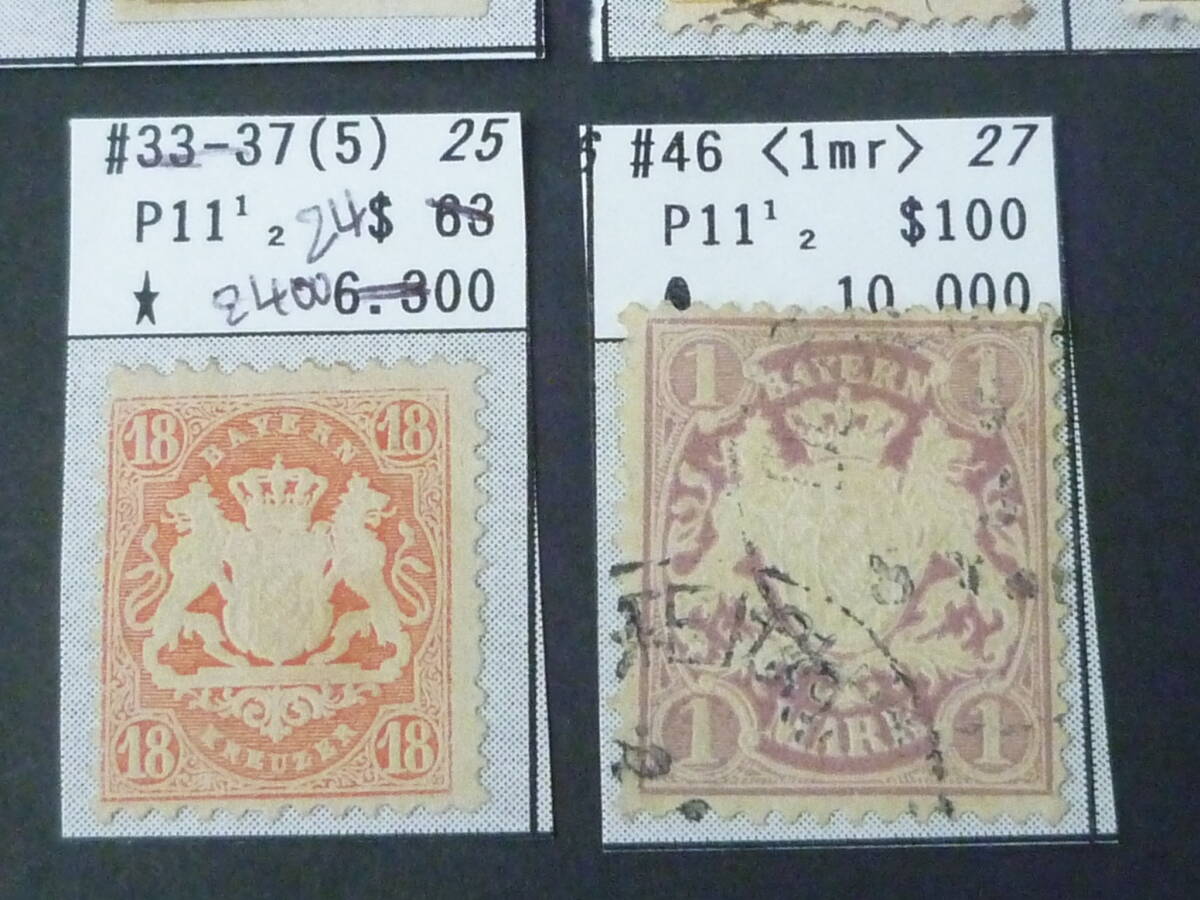 #33-37(5) 25
P11¹₂ 24$ 63
★ 2400 6.300
18 18
BAYERN
KREUZER
18 18
#46 <1mr> 27
P11¹₂ $100
● 10 000
1 1
BAYERN
MARK
1 1